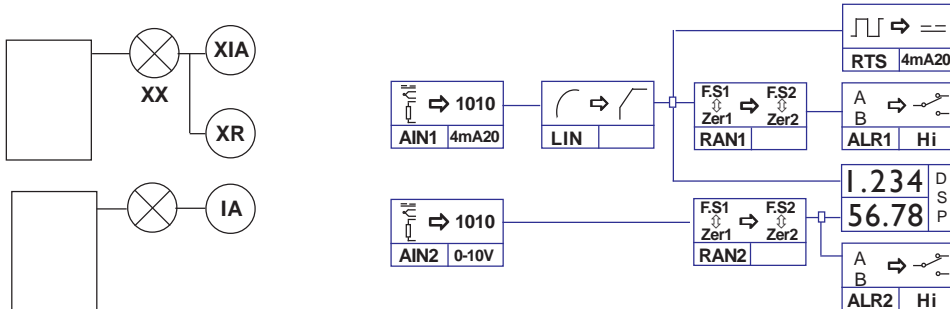 XIA
XX
XR
IA
1010
AIN1 4mA20
LIN
F.S1 F.S2
Zer1 Zer2
RAN1
RTS 4mA20
A
B
ALR1 Hi
1.234
56.78
D
S
P
1010
AIN2 0-10V
F.S1 F.S2
Zer1 Zer2
RAN2
A
B
ALR2 Hi